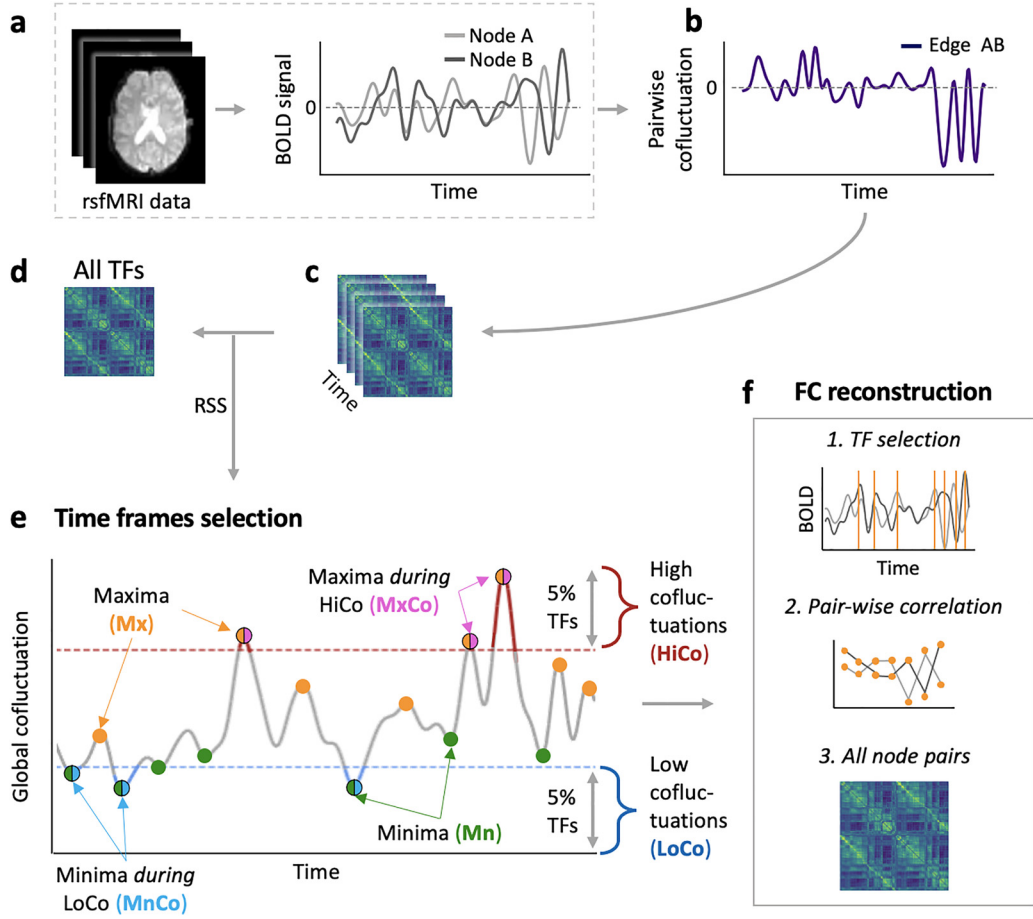 a
BOLD signal
0
Node A
Node B
Time
rsfMRI data
b
Pairwise
cofluctuation
0
Edge AB
Time
d
All TFs
c
Time
RSS
e Time frames selection
Global cofluctuation
Maxima
(Mx)
Maxima during
HiCo (MxCo)
5%
TFs
High
cofluc-
tuations
(HiCo)
Minima (Mn)
5%
TFs
Low
cofluc-
tuations
(LoCo)
Time
Minima during
LoCo (MnCo)
f FC reconstruction
1. TF selection
BOLD
Time
2. Pair-wise correlation
3. All node pairs